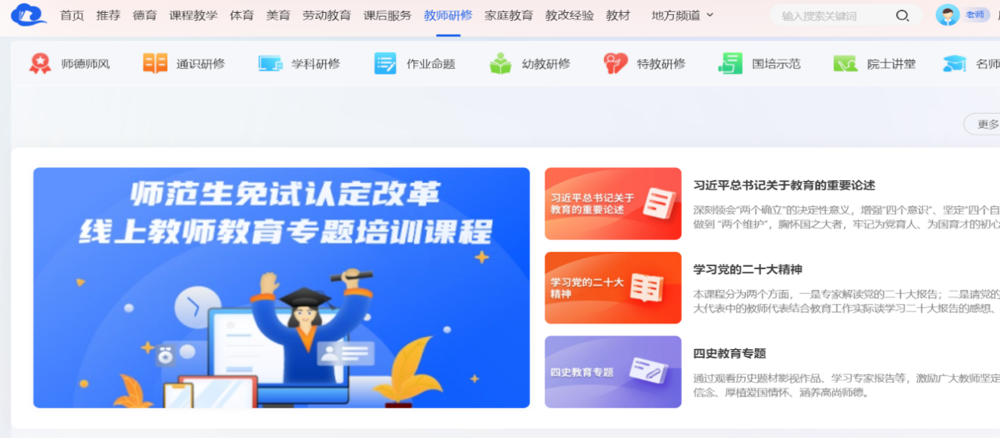 首页 推荐 德育 课程教学 体育 美育 劳动教育 课后服务 教师研修 家庭教育 教改经验 教材 地方频道 输入搜索关键词 老师
师德师风 通识研修 学科研修 作业命题 幼教研修 特教研修 国培示范 院士讲堂 名师
更多
师范生免试认定改革
线上教师教育专题培训课程
习近平总书记关于
教育的重要论述
习近平总书记关于教育的重要论述
深刻领会“两个确立”的决定性意义，增强“四个意识”、坚定“四个自
做到 “两个维护”，胸怀国之大者，牢记为党育人、为国育才的初心
学习党的二十大
精神
学习党的二十大精神
本课程分为两个方面，一是专家解读党的二十大报告；二是请党的
大代表中的教师代表结合教育工作实际谈学习二十大报告的感想、
四史教育专题
四史教育专题
通过观看历史题材影视作品、学习专家报告等，激励广大教师坚定
信念、厚植爱国情怀、涵养高尚师德。